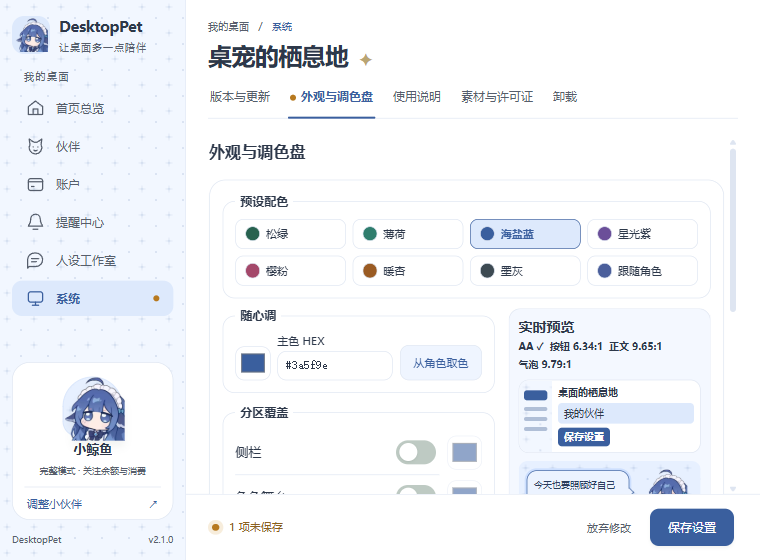 DesktopPet
让桌面多一点陪伴
我的桌面
首页总览
伙伴
账户
提醒中心
人设工作室
系统
小鲸鱼
完整模式 · 关注余额与消费
调整小伙伴 ↗
DesktopPet v2.1.0
我的桌面 / 系统
桌宠的栖息地
版本与更新 外观与调色盘 使用说明 素材与许可证 卸载
外观与调色盘
预设配色
松绿 薄荷 海盐蓝 星光紫
樱粉 暖杏 墨灰 跟随角色
随心调
主色 HEX
#3a5f9e 从角色取色
分区覆盖
侧栏
实时预览
AA ✓ 按钮 6.34:1 正文 9.65:1
气泡 9.79:1
桌面的栖息地
我的伙伴
保存设置
今天也要照顾好自己
1 项未保存 放弃修改 保存设置